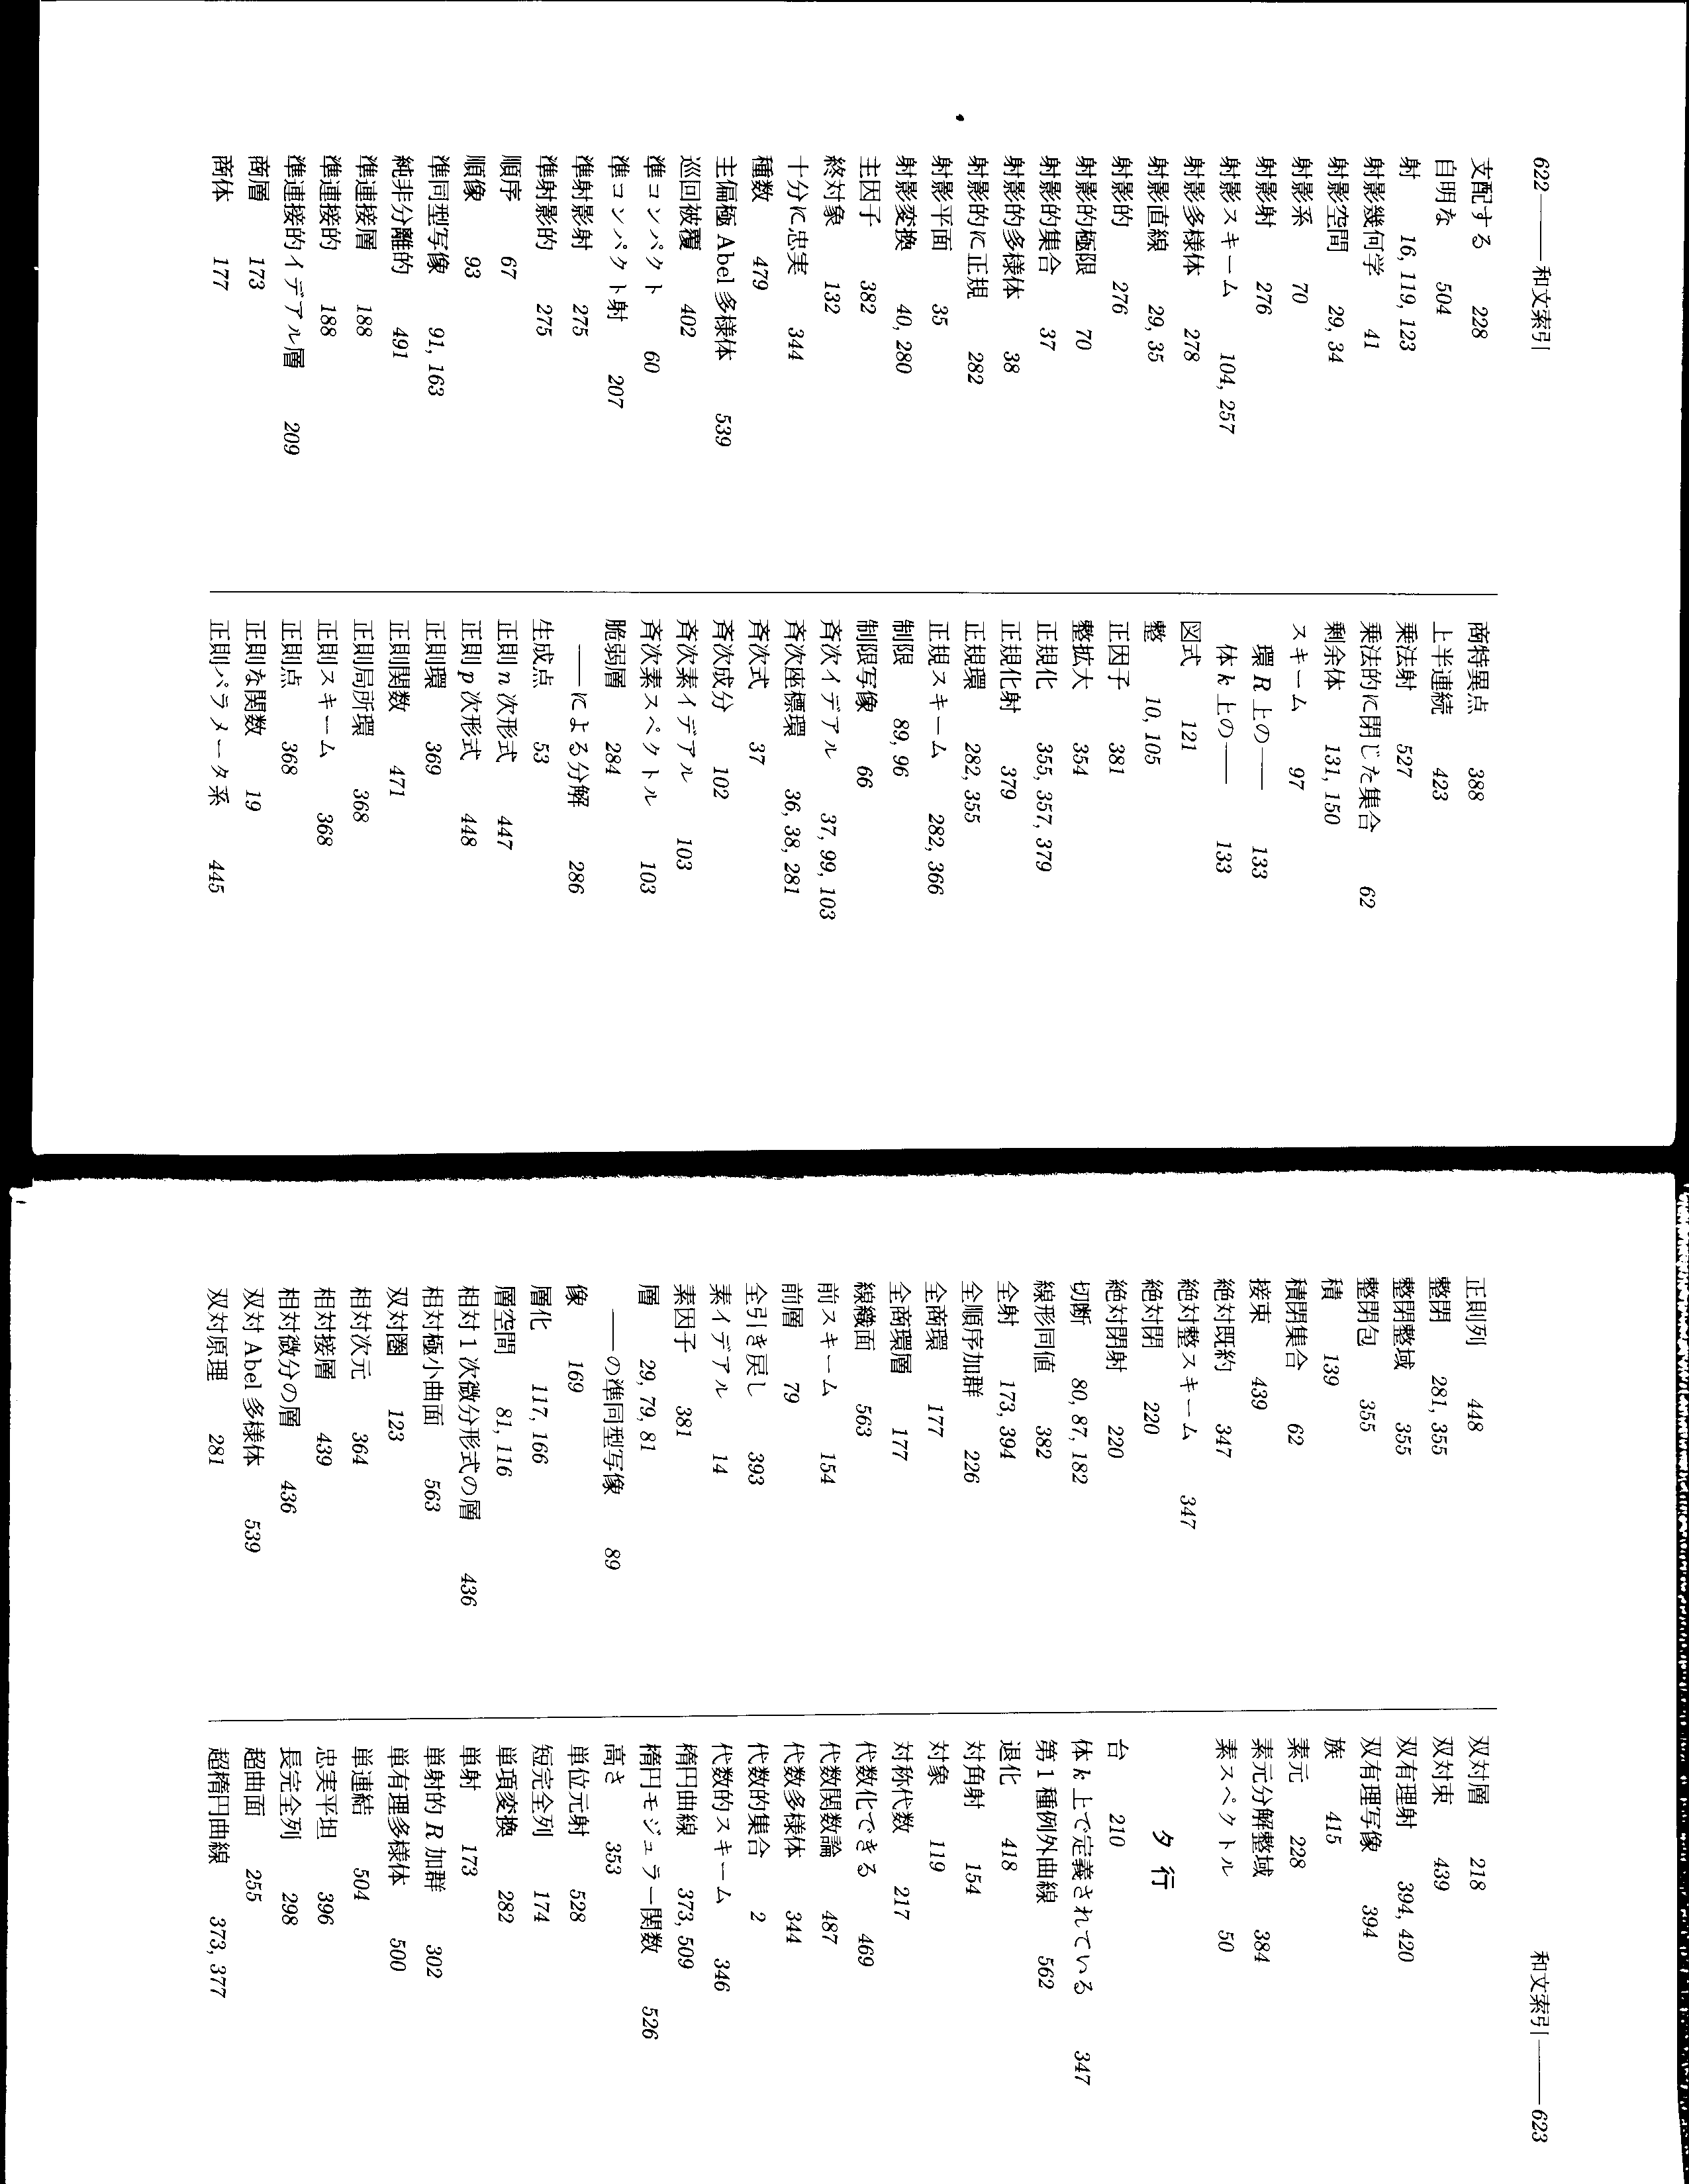 622——和文索引
支配する 228
自明な 504
射 16, 119, 123
射影幾何学 41
射影空間 29, 34
射影系 70
射影射 276
射影スキーム 104, 257
射影多様体 278
射影直線 29, 35
射影的 276
射影的極限 70
射影的集合 37
射影的多様体 38
射影的に正規 282
射影平面 35
射影変換 40, 280
主因子 382
終対象 132
十分に忠実 344
種数 479
主偏極 Abel 多様体 539
巡回被覆 402
準コンパクト 60
準コンパクト射 207
準射影射 275
準射影的 275
順序 67
順像 93
準同型写像 91, 163
純非分離的 491
準連接層 188
準連接的 188
準連接的イデアル層 209
商層 173
商体 177
商特異点 388
上半連続 423
乗法射 527
乗法的に閉じた集合 62
剰余体 131, 150
スキーム 97
環 R 上の—— 133
体 k 上の—— 133
図式 121
整 10, 105
正因子 381
整拡大 354
正規化 355, 357, 379
正規化射 379
正規環 282, 355
正規スキーム 282, 366
制限 89, 96
制限写像 66
斉次イデアル 37, 99, 103
斉次座標環 36, 38, 281
斉次式 37
斉次成分 102
斉次素イデアル 103
斉次素スペクトル 103
脆弱層 284
——による分解 286
生成点 53
正則 n 次形式 447
正則 p 次形式 448
正則環 369
正則関数 471
正則局所環 368
正則スキーム 368
正則点 368
正則な関数 19
正則パラメータ系 445
和文索引——623
正則列 448
整閉 281, 355
整閉整域 355
整閉包 355
積 139
積閉集合 62
接束 439
絶対既約 347
絶対整スキーム 347
絶対閉 220
絶対閉射 220
切断 80, 87, 182
線形同値 382
全射 173, 394
全順序加群 226
全商環 177
全商環層 177
線織面 563
前スキーム 154
前層 79
全引き戻し 393
素イデアル 14
素因子 381
層 29, 79, 81
——の準同型写像 89
像 169
層化 117, 166
層空間 81, 116
相対 1 次微分形式の層 436
相対極小曲面 563
双対圏 123
相対次元 364
相対接層 439
相対微分の層 436
双対 Abel 多様体 539
双対原理 281
双対層 218
双対束 439
双有理射 394, 420
双有理写像 394
族 415
素元 228
素元分解整域 384
素スペクトル 50
タ 行
台 210
体 k 上で定義されている 347
第 1 種例外曲線 562
退化 418
対角射 154
対象 119
対称代数 217
代数化できる 469
代数関数論 487
代数多様体 344
代数的集合 2
代数的スキーム 346
楕円曲線 373, 509
楕円モジュラー関数 526
高さ 353
単位元射 528
短完全列 174
単項変換 282
単射 173
単射的 R 加群 302
単有理多様体 500
単連結 504
忠実平坦 396
長完全列 298
超曲面 255
超楕円曲線 373, 377